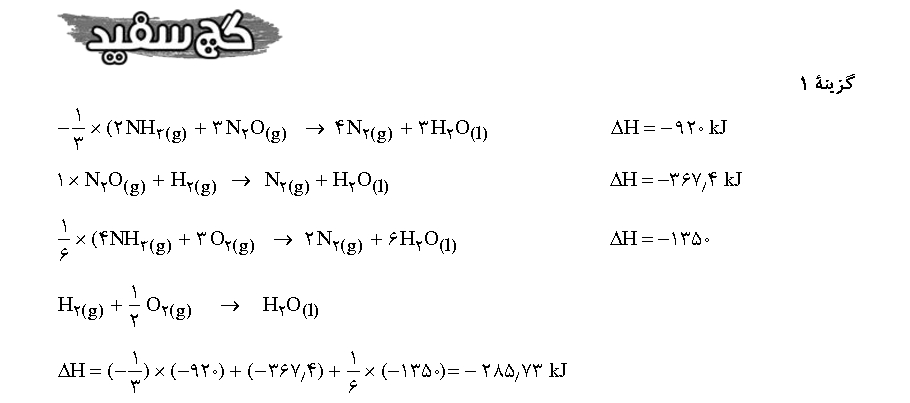 گچ سفید
گزینهٔ ۱
−۱/۳ × (۲NH₍۳₎(g) + ۳N۲O(g) → ۴N۲(g) + ۳H۲O(l) ΔH = −۹۲۰ kJ
۱ × N۲O(g) + H۲(g) → N۲(g) + H۲O(l) ΔH = −۳۶۷٫۴ kJ
۱/۶ × (۴NH۳(g) + ۳O۲(g) → ۲N۲(g) + ۶H۲O(l) ΔH = −۱۳۵۰
H۲(g) + ۱/۲ O۲(g) → H۲O(l)
ΔH = (−۱/۳) × (−۹۲۰) + (−۳۶۷٫۴) + ۱/۶ × (−۱۳۵۰) = −۲۸۵٫۷۳ kJ